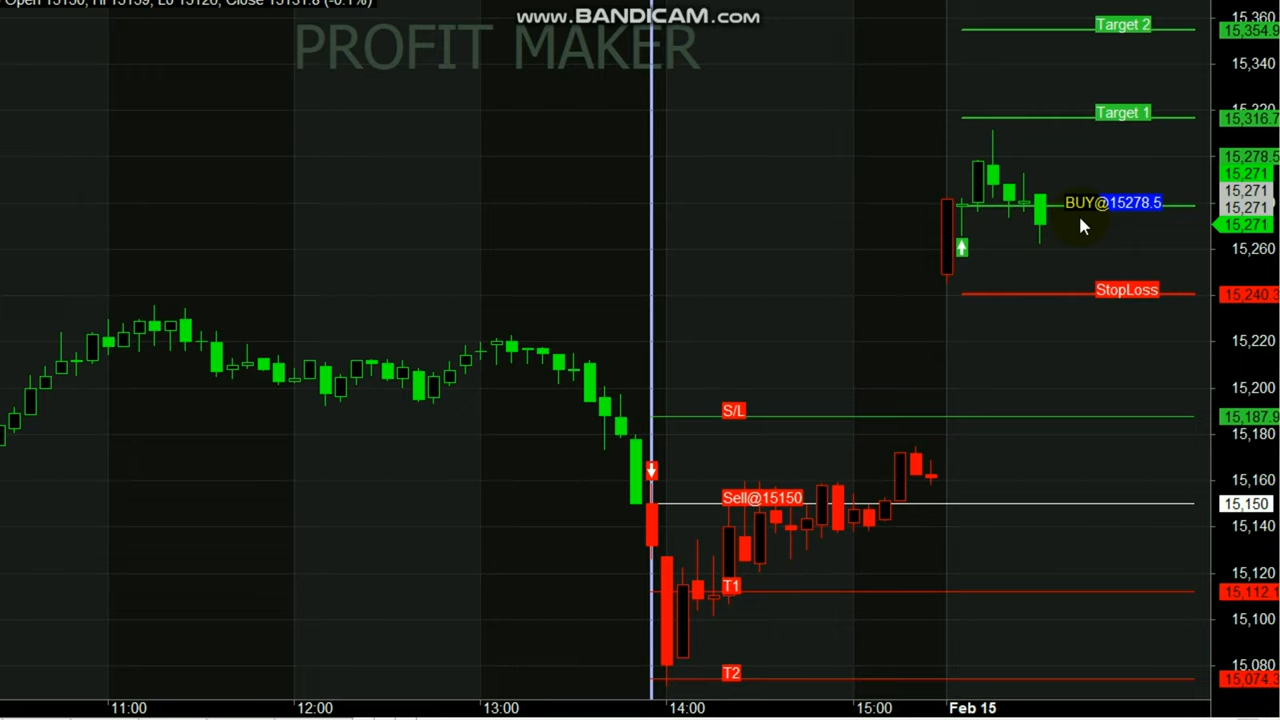 Open 15150, Hi 15159, Lo 15126, Close 15131.8 (-0.1%)
www.BANDICAM.com
PROFIT MAKER
15,360
Target 2
15,354.9
15,340
Target 1
15,316.7
15,278.5
15,271
15,271
15,271
BUY@15278.5
15,271
15,260
StopLoss
15,240.3
15,220
15,200
S/L
15,187.9
15,180
15,160
Sell@15150
15,150
15,140
15,120
T1
15,112.1
15,100
15,080
T2
15,074.3
11:00
12:00
13:00
14:00
15:00
Feb 15